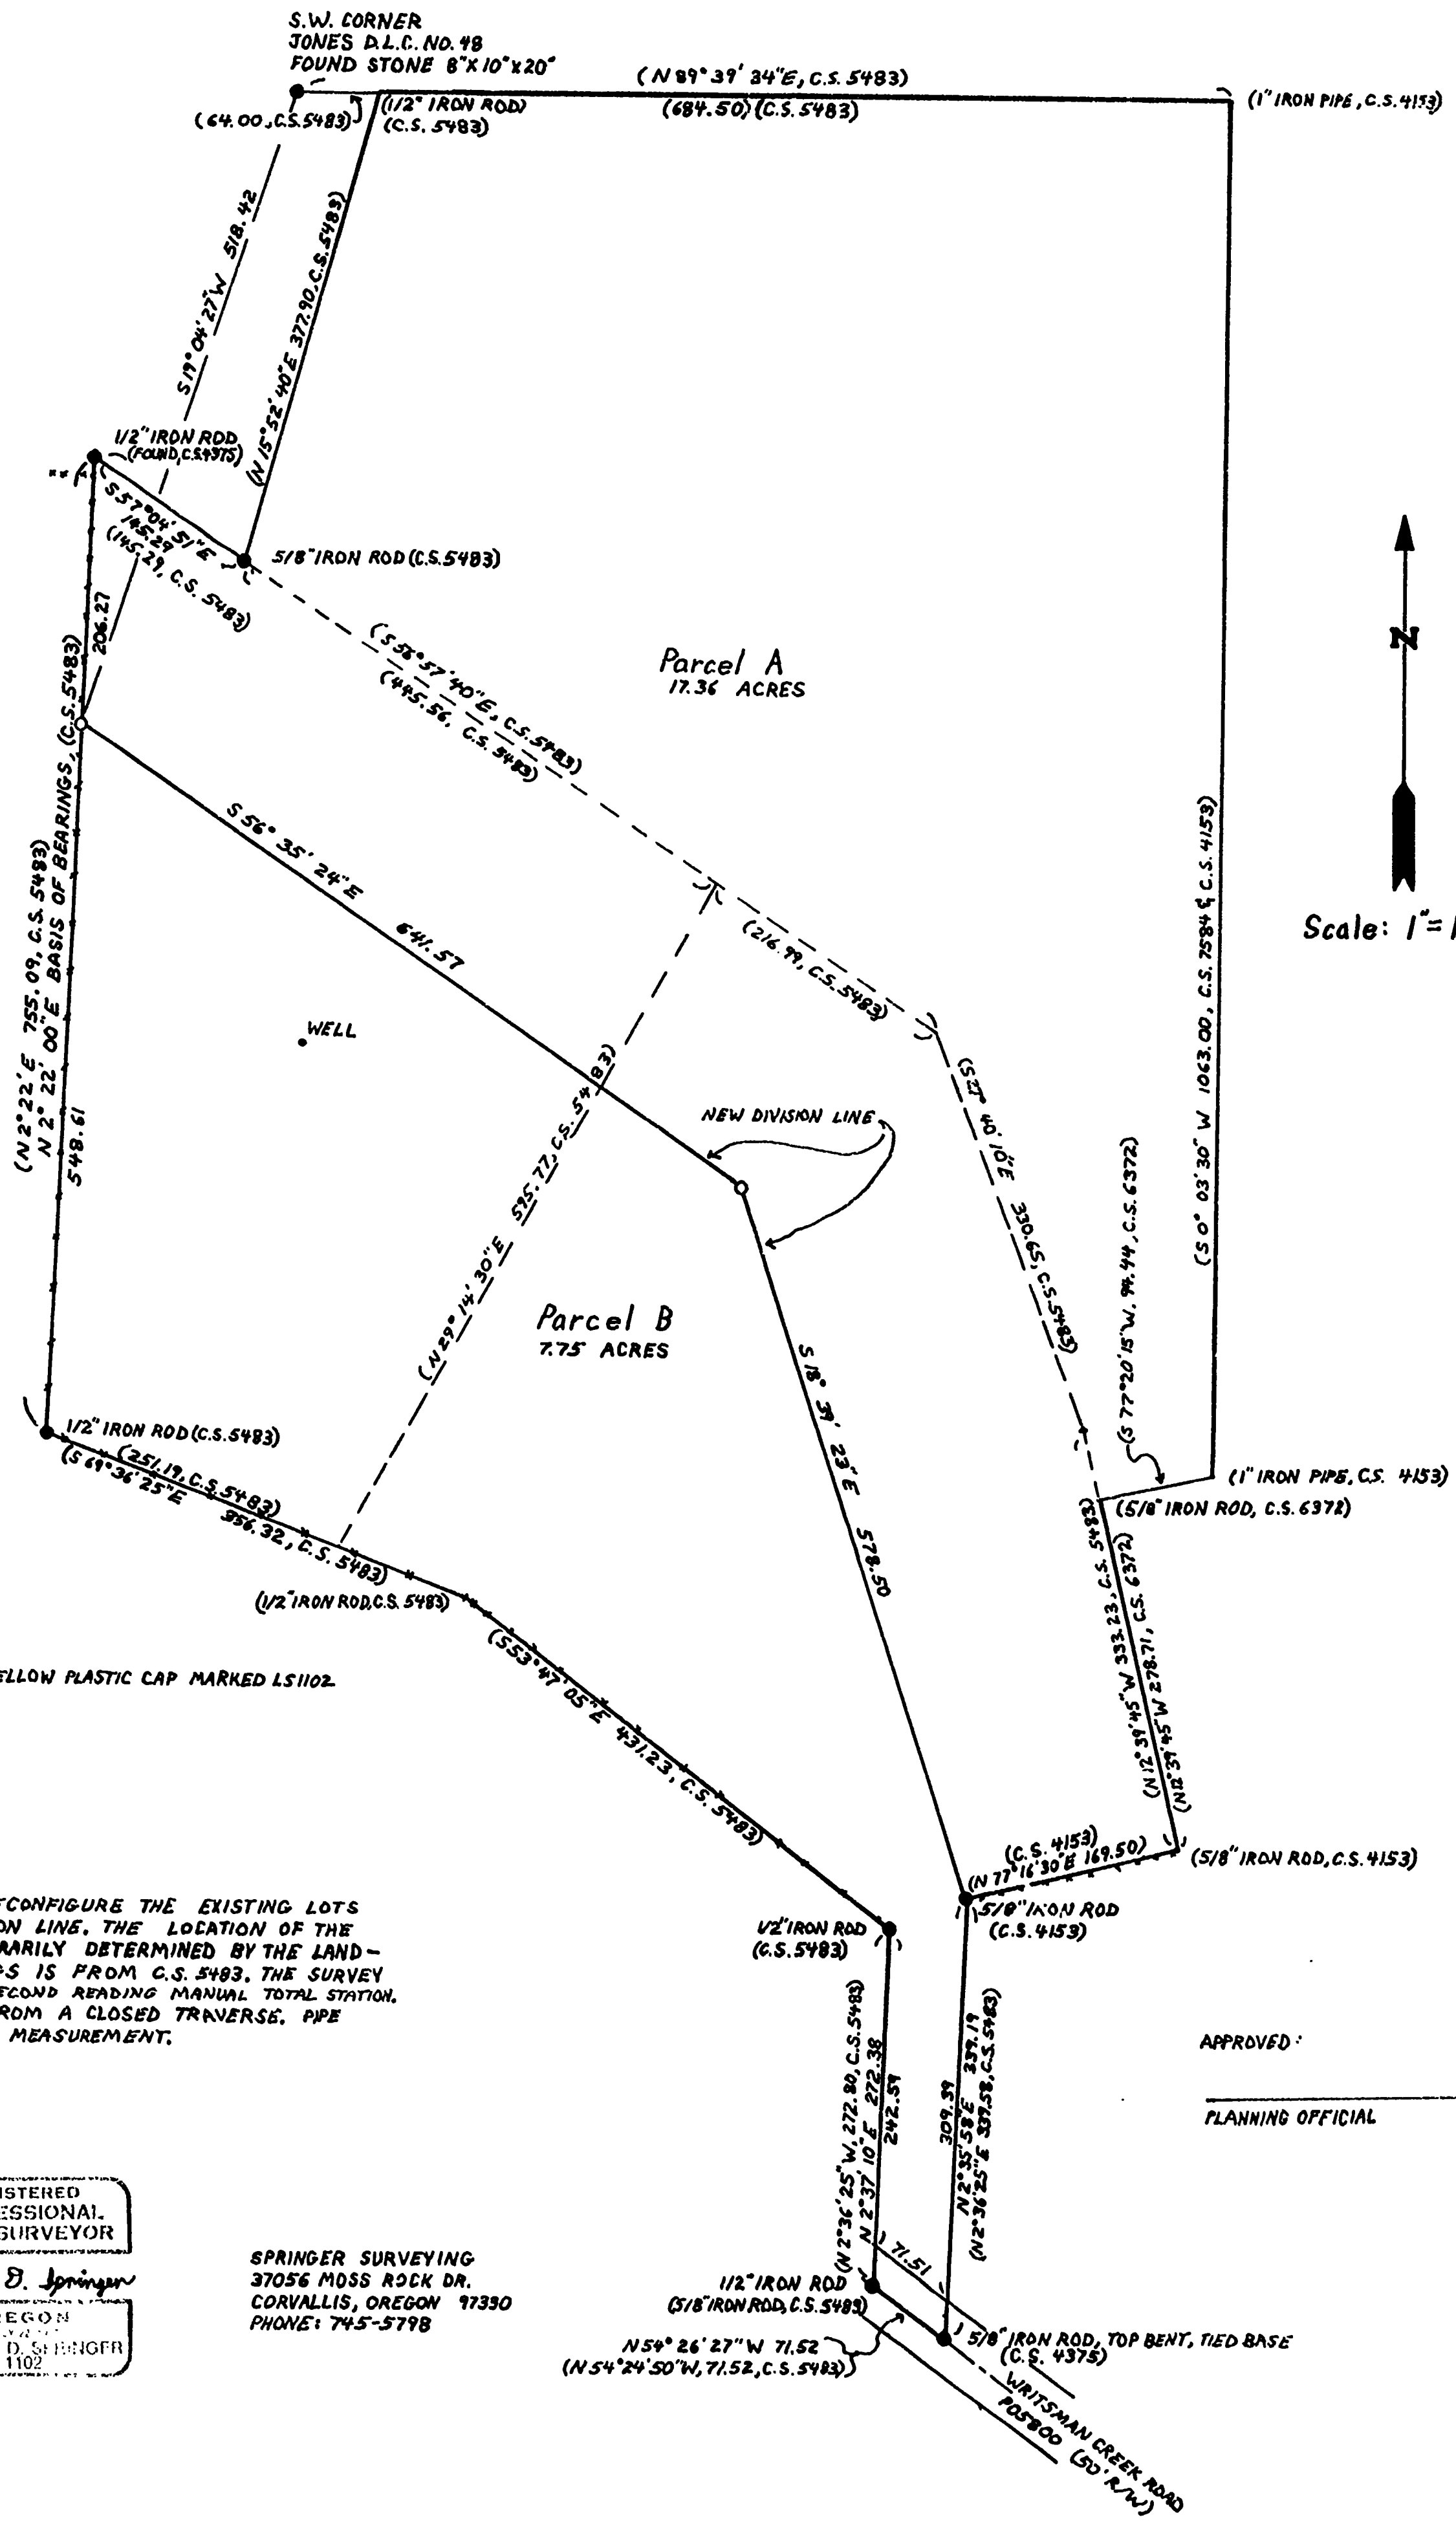 S.W. CORNER
JONES D.L.C. NO. 48
FOUND STONE 8"X10"X20"
(N 89° 39' 34"E, C.S. 5483)
(684.50)(C.S. 5483)
(1" IRON PIPE, C.S. 4153)
(64.00, C.S. 5483)
(1/2" IRON ROD)
(C.S. 5483)
S 19° 04' 27" W 518.42
(N 15° 52' 40"E 377.90, C.S. 5483)
1/2" IRON ROD
(FOUND, C.S. 4375)
S 57° 04' 51"E
145.29
(145.29, C.S. 5483)
5/8" IRON ROD (C.S. 5483)
206.27
(S 56° 57' 40"E, C.S. 5483)
(445.56, C.S. 5483)
Parcel A
17.36 ACRES
N
Scale: 1"=1
(N 2° 22' E 755.09, C.S. 5483)
N 2° 22' 00"E BASIS OF BEARINGS, (C.S. 5483)
548.61
S 56° 35' 24"E 641.57
(216.99, C.S. 5483)
(S 0° 03' 30" W 1063.00, C.S. 7584 & C.S. 4153)
WELL
NEW DIVISION LINE
(S 27° 40' 10"E 330.65, C.S. 5483)
(N 29° 14' 30"E 595.77, C.S. 5483)
(S 77° 20' 15" W. 94.44, C.S. 6372)
Parcel B
7.75 ACRES
S 18° 39' 23"E 578.50
1/2" IRON ROD (C.S. 5483)
(251.19, C.S. 5483)
(S 69° 36' 25"E 356.32, C.S. 5483)
(1/2" IRON ROD, C.S. 5483)
(1" IRON PIPE, C.S. 4153)
(5/8" IRON ROD, C.S. 6372)
(N 12° 39' 45" W 333.23, C.S. 5483)
(N 12° 39' 45" W 278.71, C.S. 6372)
ELLOW PLASTIC CAP MARKED LS1102
(S 53° 47' 05"E 431.23, C.S. 5483)
(C.S. 4153)
(N 77° 16' 30"E 169.50)
(5/8" IRON ROD, C.S. 4153)
5/8" IRON ROD
(C.S. 4153)
1/2" IRON ROD
(C.S. 5483)
CONFIGURE THE EXISTING LOTS
ON LINE. THE LOCATION OF THE
ARILY DETERMINED BY THE LAND-
GS IS FROM C.S. 5483. THE SURVEY
ECOND READING MANUAL TOTAL STATION.
ROM A CLOSED TRAVERSE. PIPE
MEASUREMENT.
(N 2° 36' 25" W, 272.80, C.S. 5483)
N 2° 37' 10"E 272.38
242.59
309.39
N 2° 35' 58"E 339.19
(N 2° 36' 25"E 339.58, C.S. 5483)
APPROVED:
PLANNING OFFICIAL
ISTERED
ESSIONAL
SURVEYOR
D. Springer
EGON
D. SPRINGER
1102
SPRINGER SURVEYING
37056 MOSS ROCK DR.
CORVALLIS, OREGON 97330
PHONE: 745-5798
71.51
1/2" IRON ROD
(5/8" IRON ROD, C.S. 5483)
N 54° 26' 27" W 71.52
(N 54° 24' 50" W, 71.52, C.S. 5483)
5/8" IRON ROD, TOP BENT, TIED BASE
(C.S. 4375)
WRITSMAN CREEK ROAD
P05800 (50' R/W)